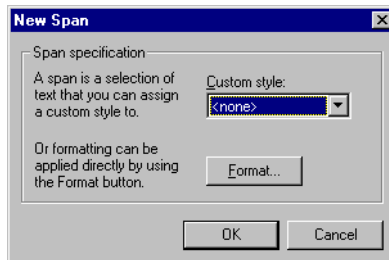 New Span
Span specification
A span is a selection of
text that you can assign
a custom style to.
Custom style:
<none>
Or formatting can be
applied directly by using
the Format button.
Format...
OK
Cancel